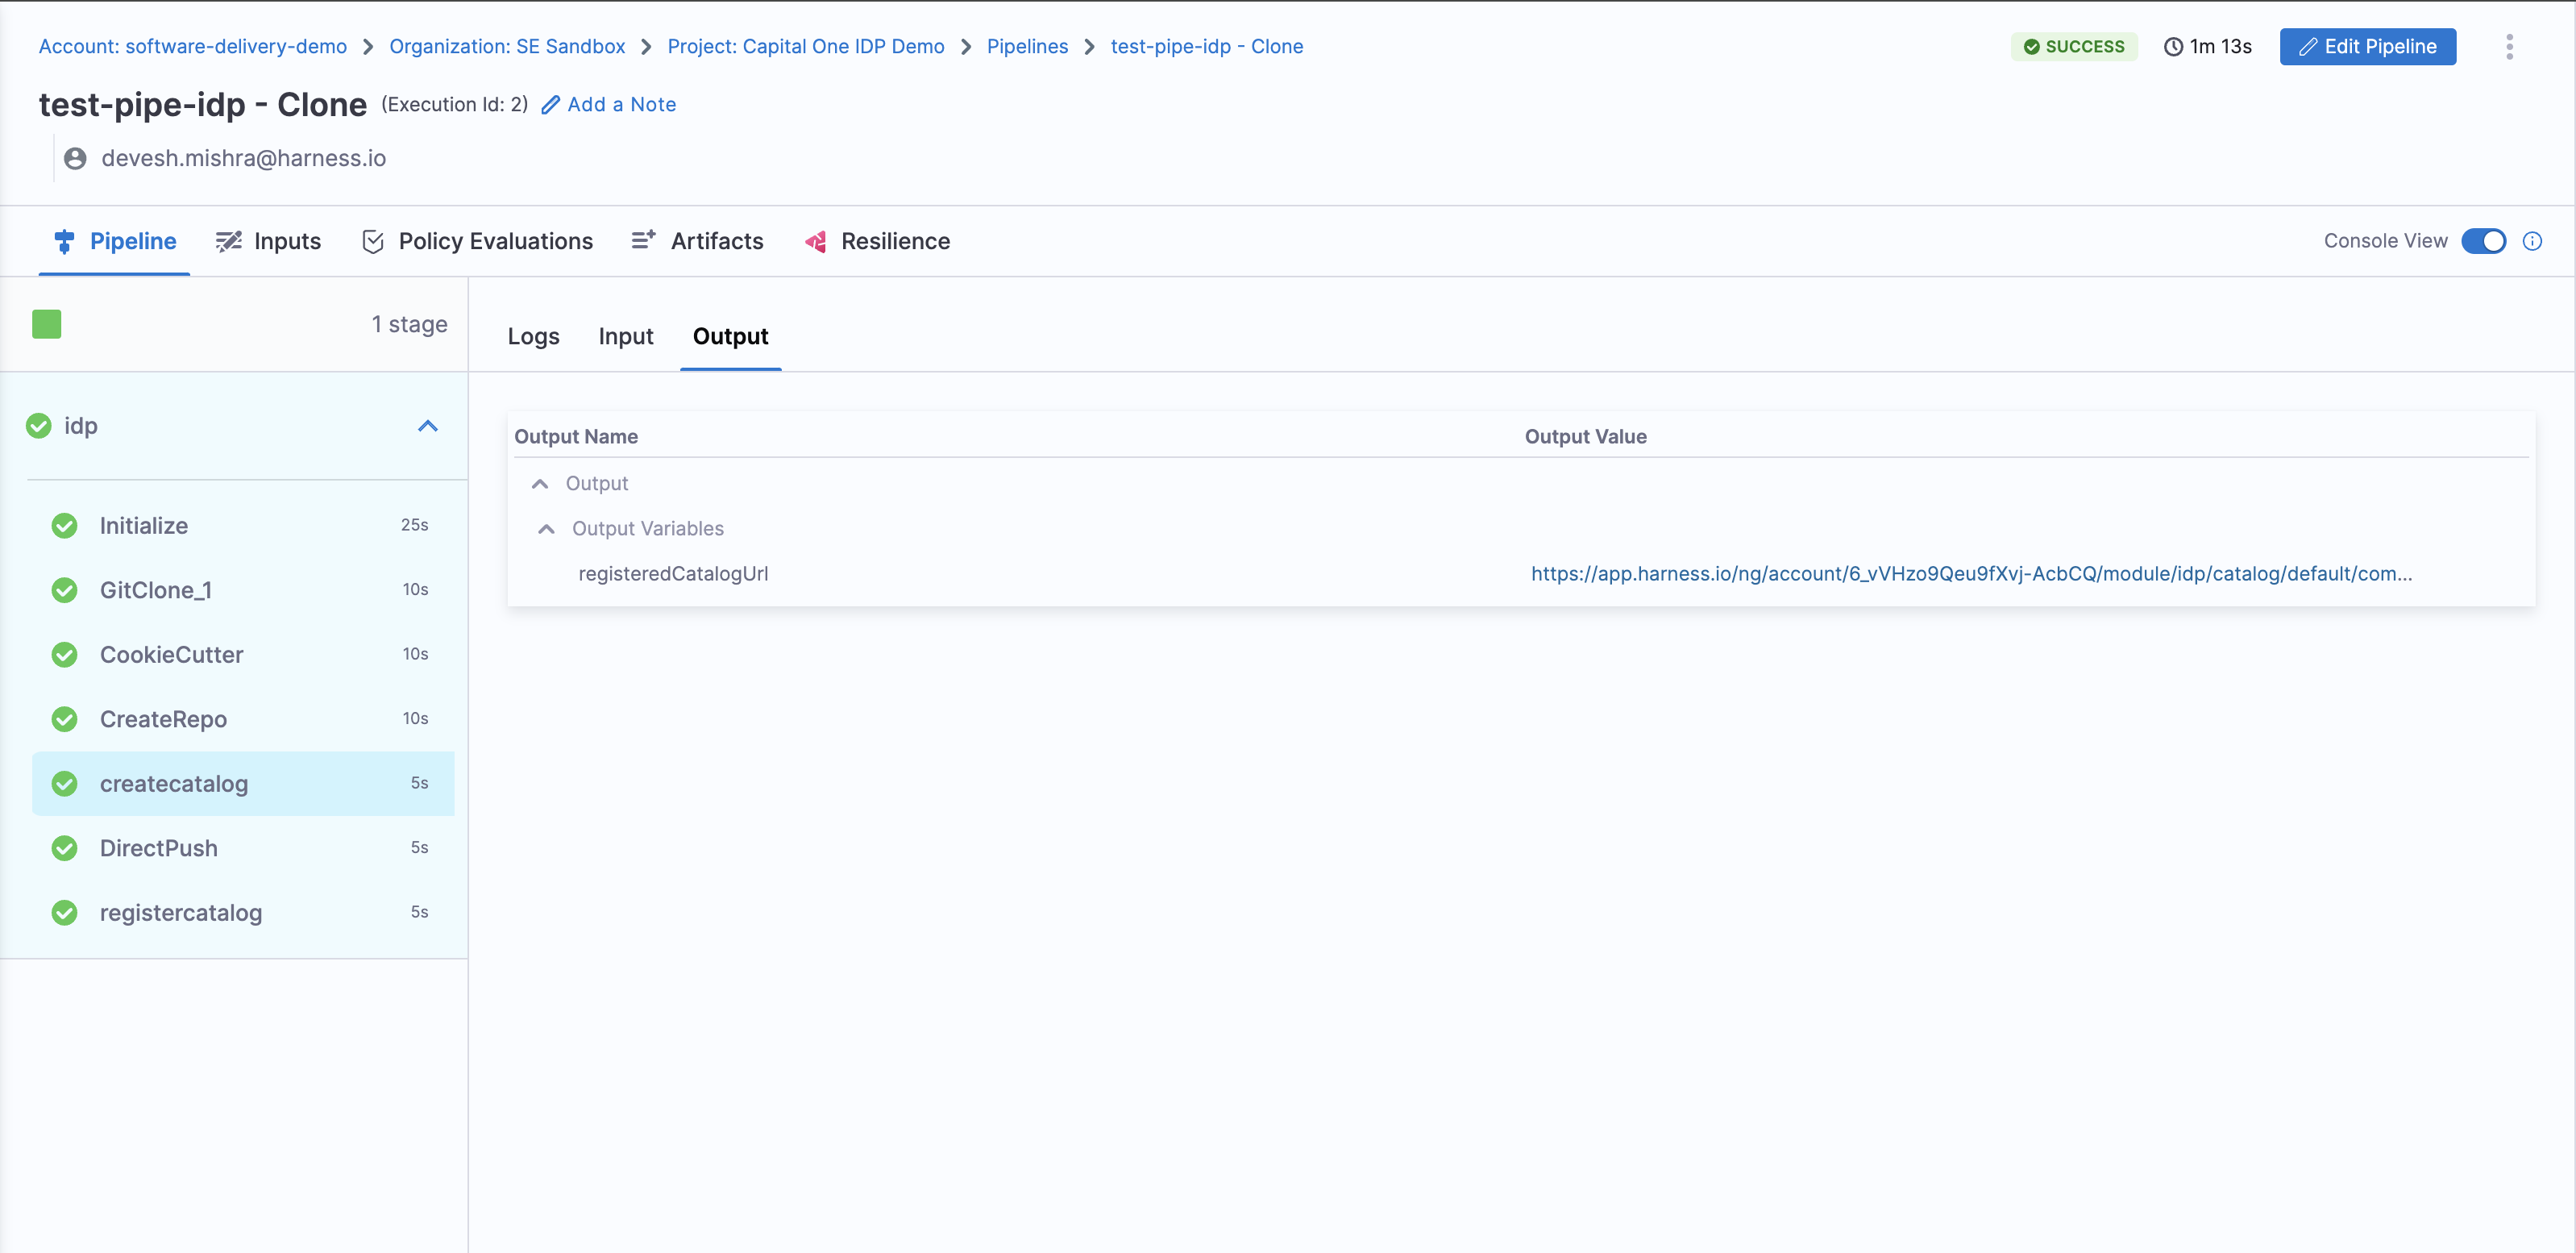 Account: software-delivery-demo > Organization: SE Sandbox > Project: Capital One IDP Demo > Pipelines > test-pipe-idp - Clone
SUCCESS 1m 13s Edit Pipeline
test-pipe-idp - Clone (Execution Id: 2) Add a Note
devesh.mishra@harness.io
Pipeline Inputs Policy Evaluations Artifacts Resilience
Console View
1 stage
idp
Initialize 25s
GitClone_1 10s
CookieCutter 10s
CreateRepo 10s
createcatalog 5s
DirectPush 5s
registercatalog 5s
Logs Input Output
Output Name Output Value
Output
Output Variables
registeredCatalogUrl https://app.harness.io/ng/account/6_vVHzo9Qeu9fXvj-AcbCQ/module/idp/catalog/default/com...